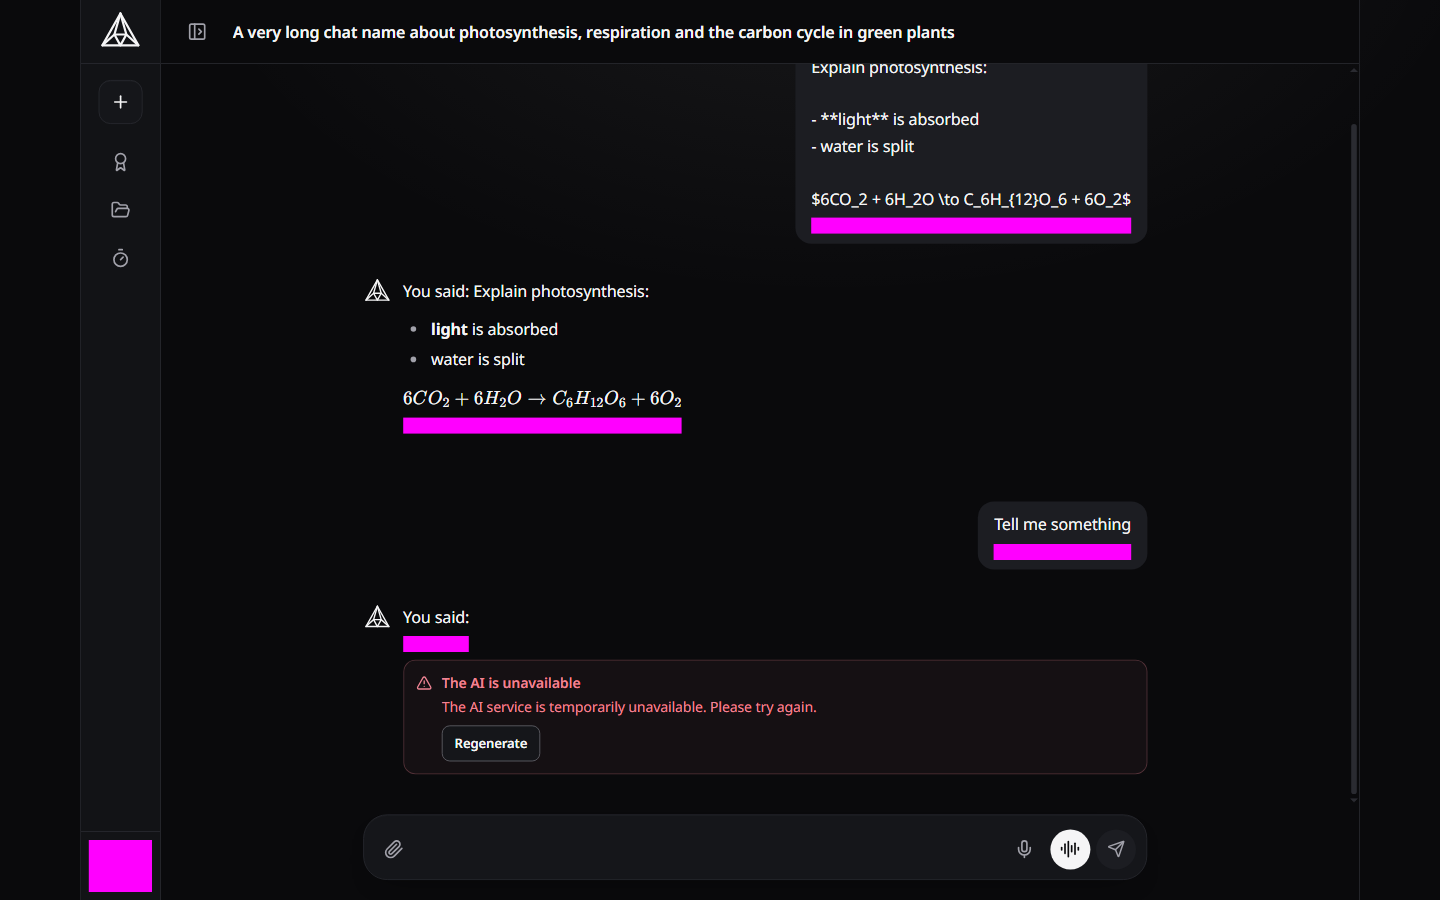 A very long chat name about photosynthesis, respiration and the carbon cycle in green plants
Explain photosynthesis:
- **light** is absorbed
- water is split
$6CO_2 + 6H_2O \to C_6H_{12}O_6 + 6O_2$
You said: Explain photosynthesis:
• light is absorbed
• water is split
6CO₂ + 6H₂O → C₆H₁₂O₆ + 6O₂
Tell me something
You said:
The AI is unavailable
The AI service is temporarily unavailable. Please try again.
Regenerate